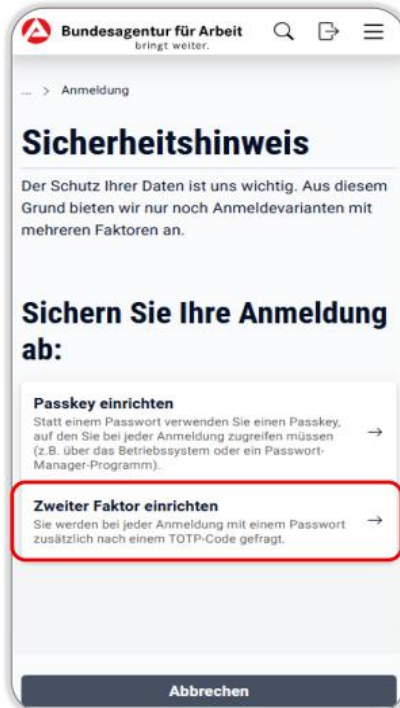 Bundesagentur für Arbeit
bringt weiter.
... > Anmeldung
Sicherheitshinweis
Der Schutz Ihrer Daten ist uns wichtig. Aus diesem
Grund bieten wir nur noch Anmeldevarianten mit
mehreren Faktoren an.
Sichern Sie Ihre Anmeldung
ab:
Passkey einrichten
Statt einem Passwort verwenden Sie einen Passkey,
auf den Sie bei jeder Anmeldung zugreifen müssen
(z.B. über das Betriebssystem oder ein Passwort-
Manager-Programm).
Zweiter Faktor einrichten
Sie werden bei jeder Anmeldung mit einem Passwort
zusätzlich nach einem TOTP-Code gefragt.
Abbrechen